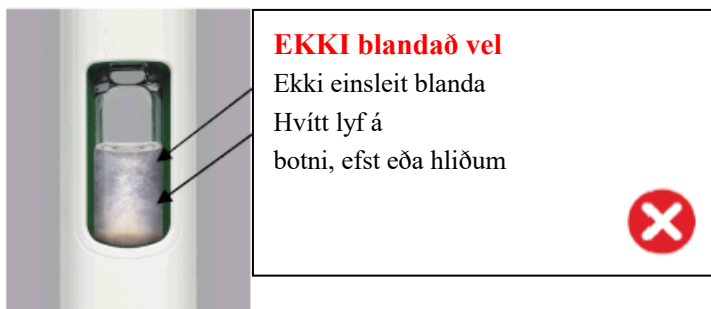 EKKI blandað vel
Ekki einsleit blanda
Hvítt lyf á
botni, efst eða hliðum